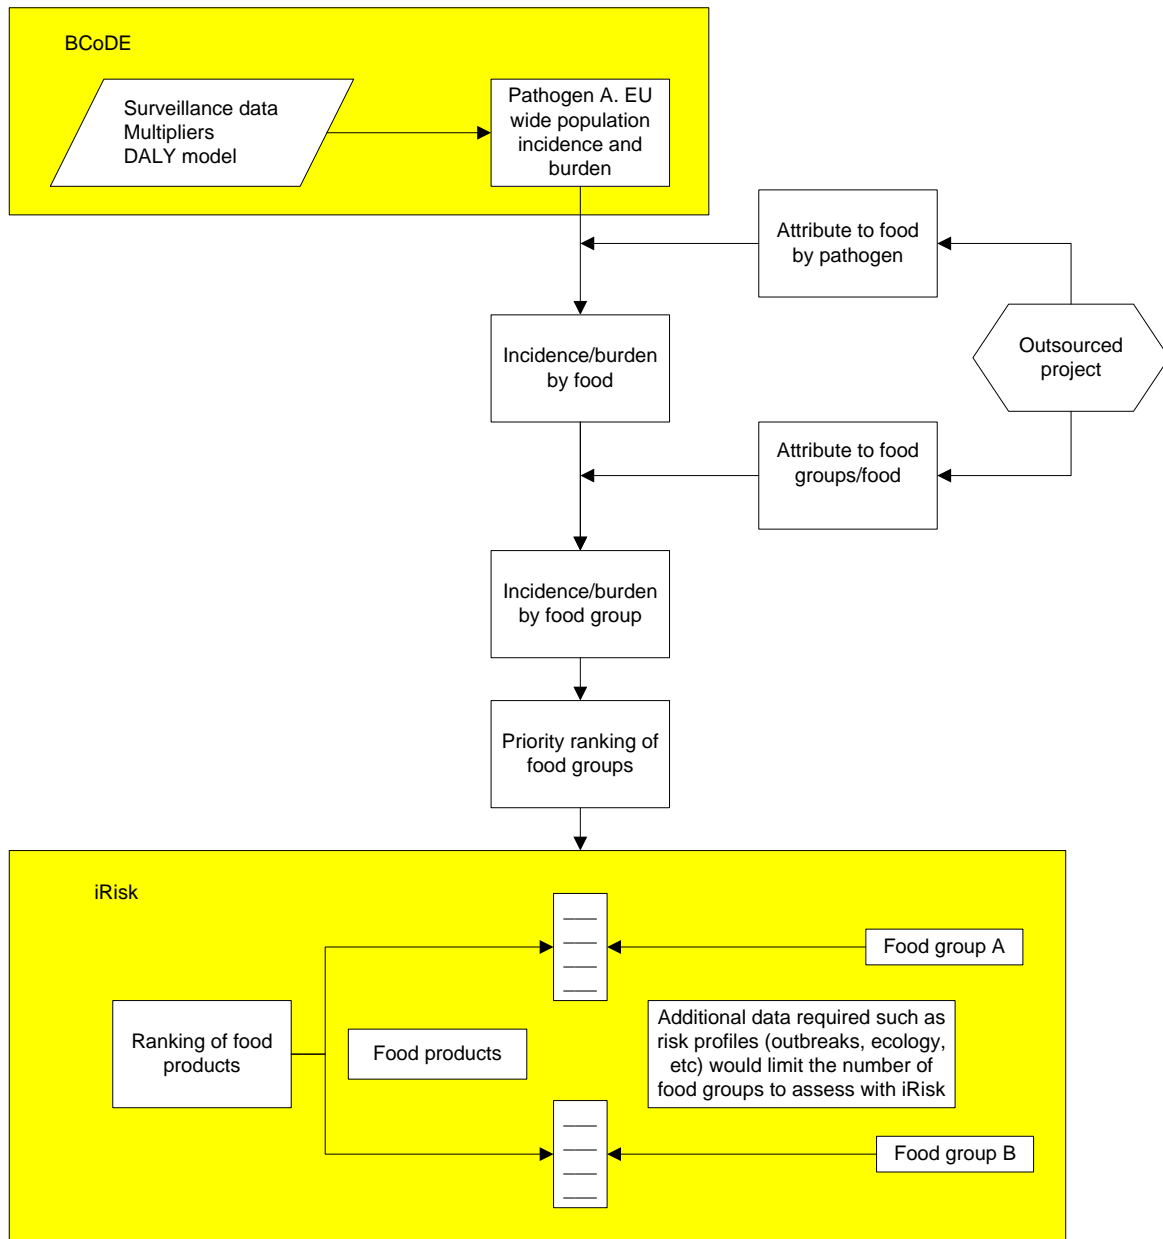 BCoDE
Surveillance data
Multipliers
DALY model
Pathogen A. EU
wide population
incidence and
burden
Attribute to food
by pathogen
Outsourced
project
Incidence/burden
by food
Attribute to food
groups/food
Incidence/burden
by food group
Priority ranking of
food groups
iRisk
Food group A
Ranking of food
products
Food products
Additional data required such as
risk profiles (outbreaks, ecology,
etc) would limit the number of
food groups to assess with iRisk
Food group B